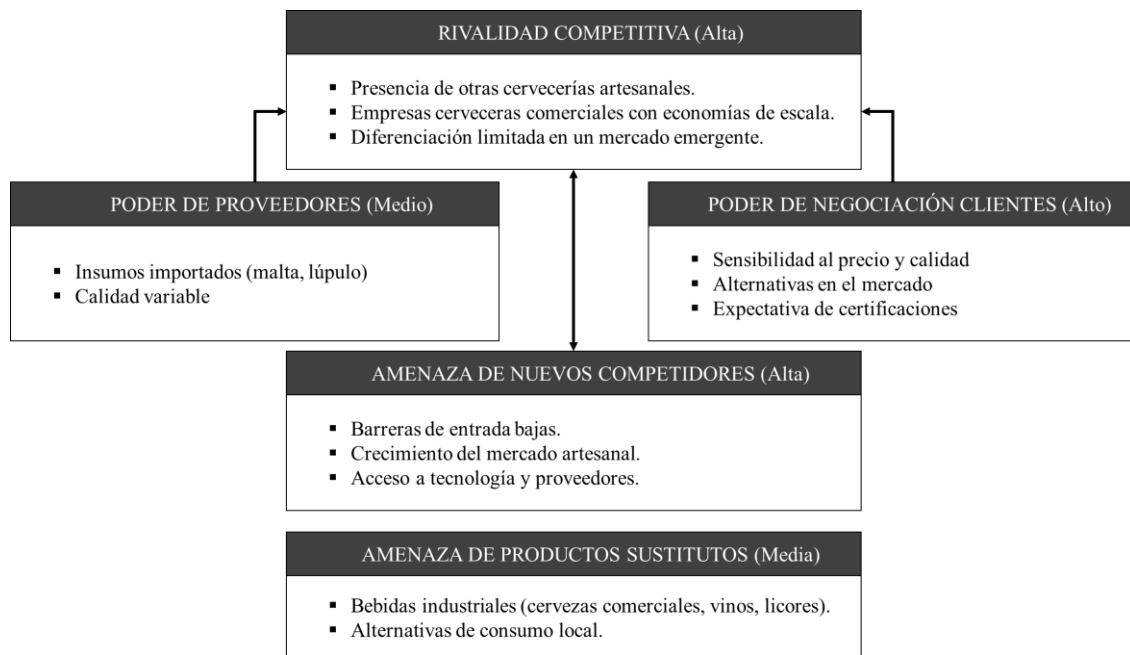 RIVALIDAD COMPETITIVA (Alta)
▪ Presencia de otras cervecerías artesanales.
▪ Empresas cerveceras comerciales con economías de escala.
▪ Diferenciación limitada en un mercado emergente.
PODER DE PROVEEDORES (Medio)
▪ Insumos importados (malta, lúpulo)
▪ Calidad variable
PODER DE NEGOCIACIÓN CLIENTES (Alto)
▪ Sensibilidad al precio y calidad
▪ Alternativas en el mercado
▪ Expectativa de certificaciones
AMENAZA DE NUEVOS COMPETIDORES (Alta)
▪ Barreras de entrada bajas.
▪ Crecimiento del mercado artesanal.
▪ Acceso a tecnología y proveedores.
AMENAZA DE PRODUCTOS SUSTITUTOS (Media)
▪ Bebidas industriales (cervezas comerciales, vinos, licores).
▪ Alternativas de consumo local.